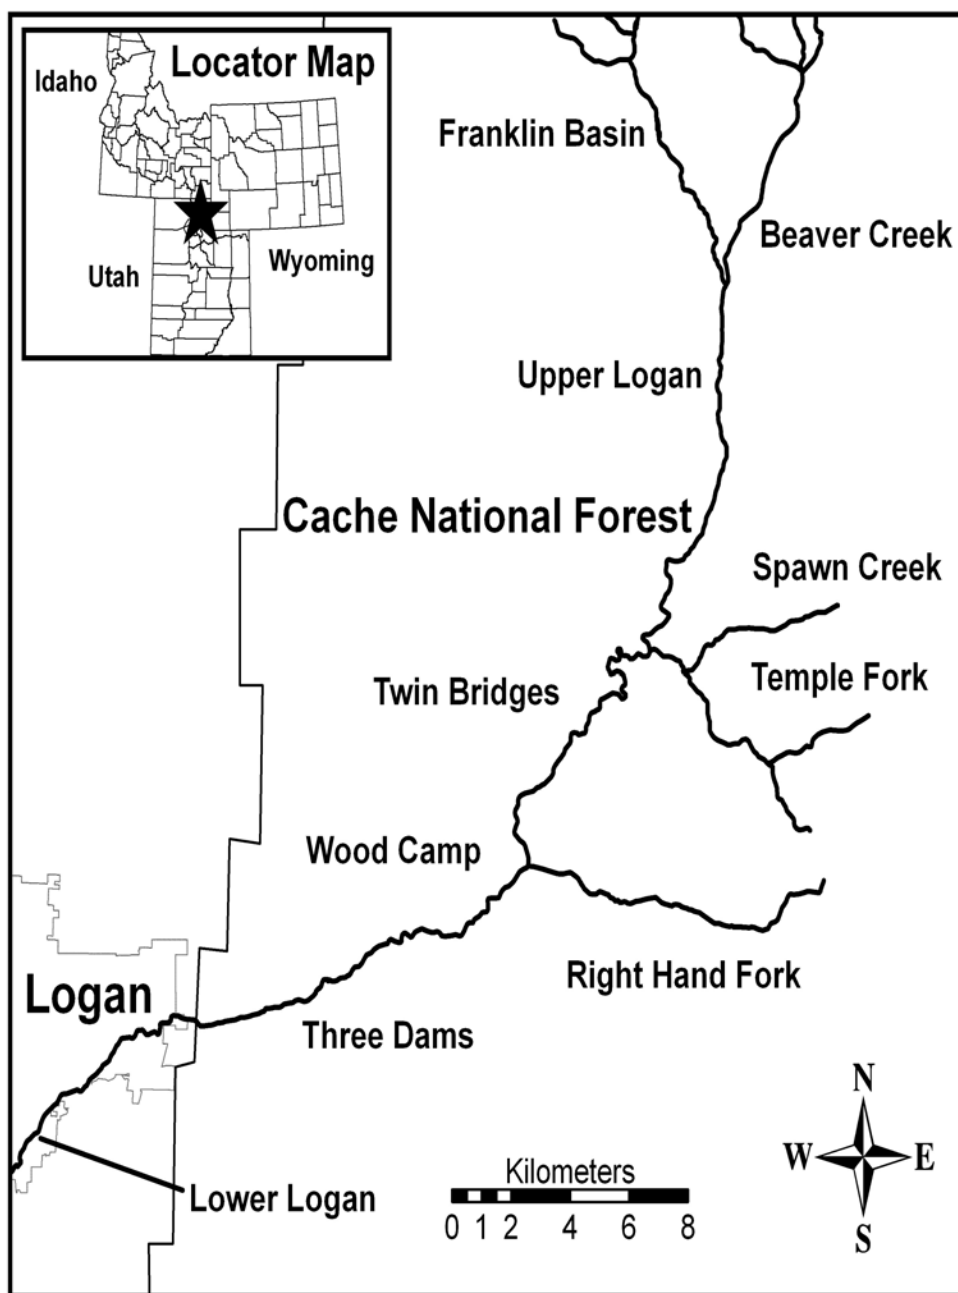 Locator Map
Idaho
Utah
Wyoming
Franklin Basin
Beaver Creek
Upper Logan
Cache National Forest
Spawn Creek
Temple Fork
Twin Bridges
Wood Camp
Right Hand Fork
Logan
Three Dams
Lower Logan
Kilometers
0 1 2 4 6 8
N
W E
S